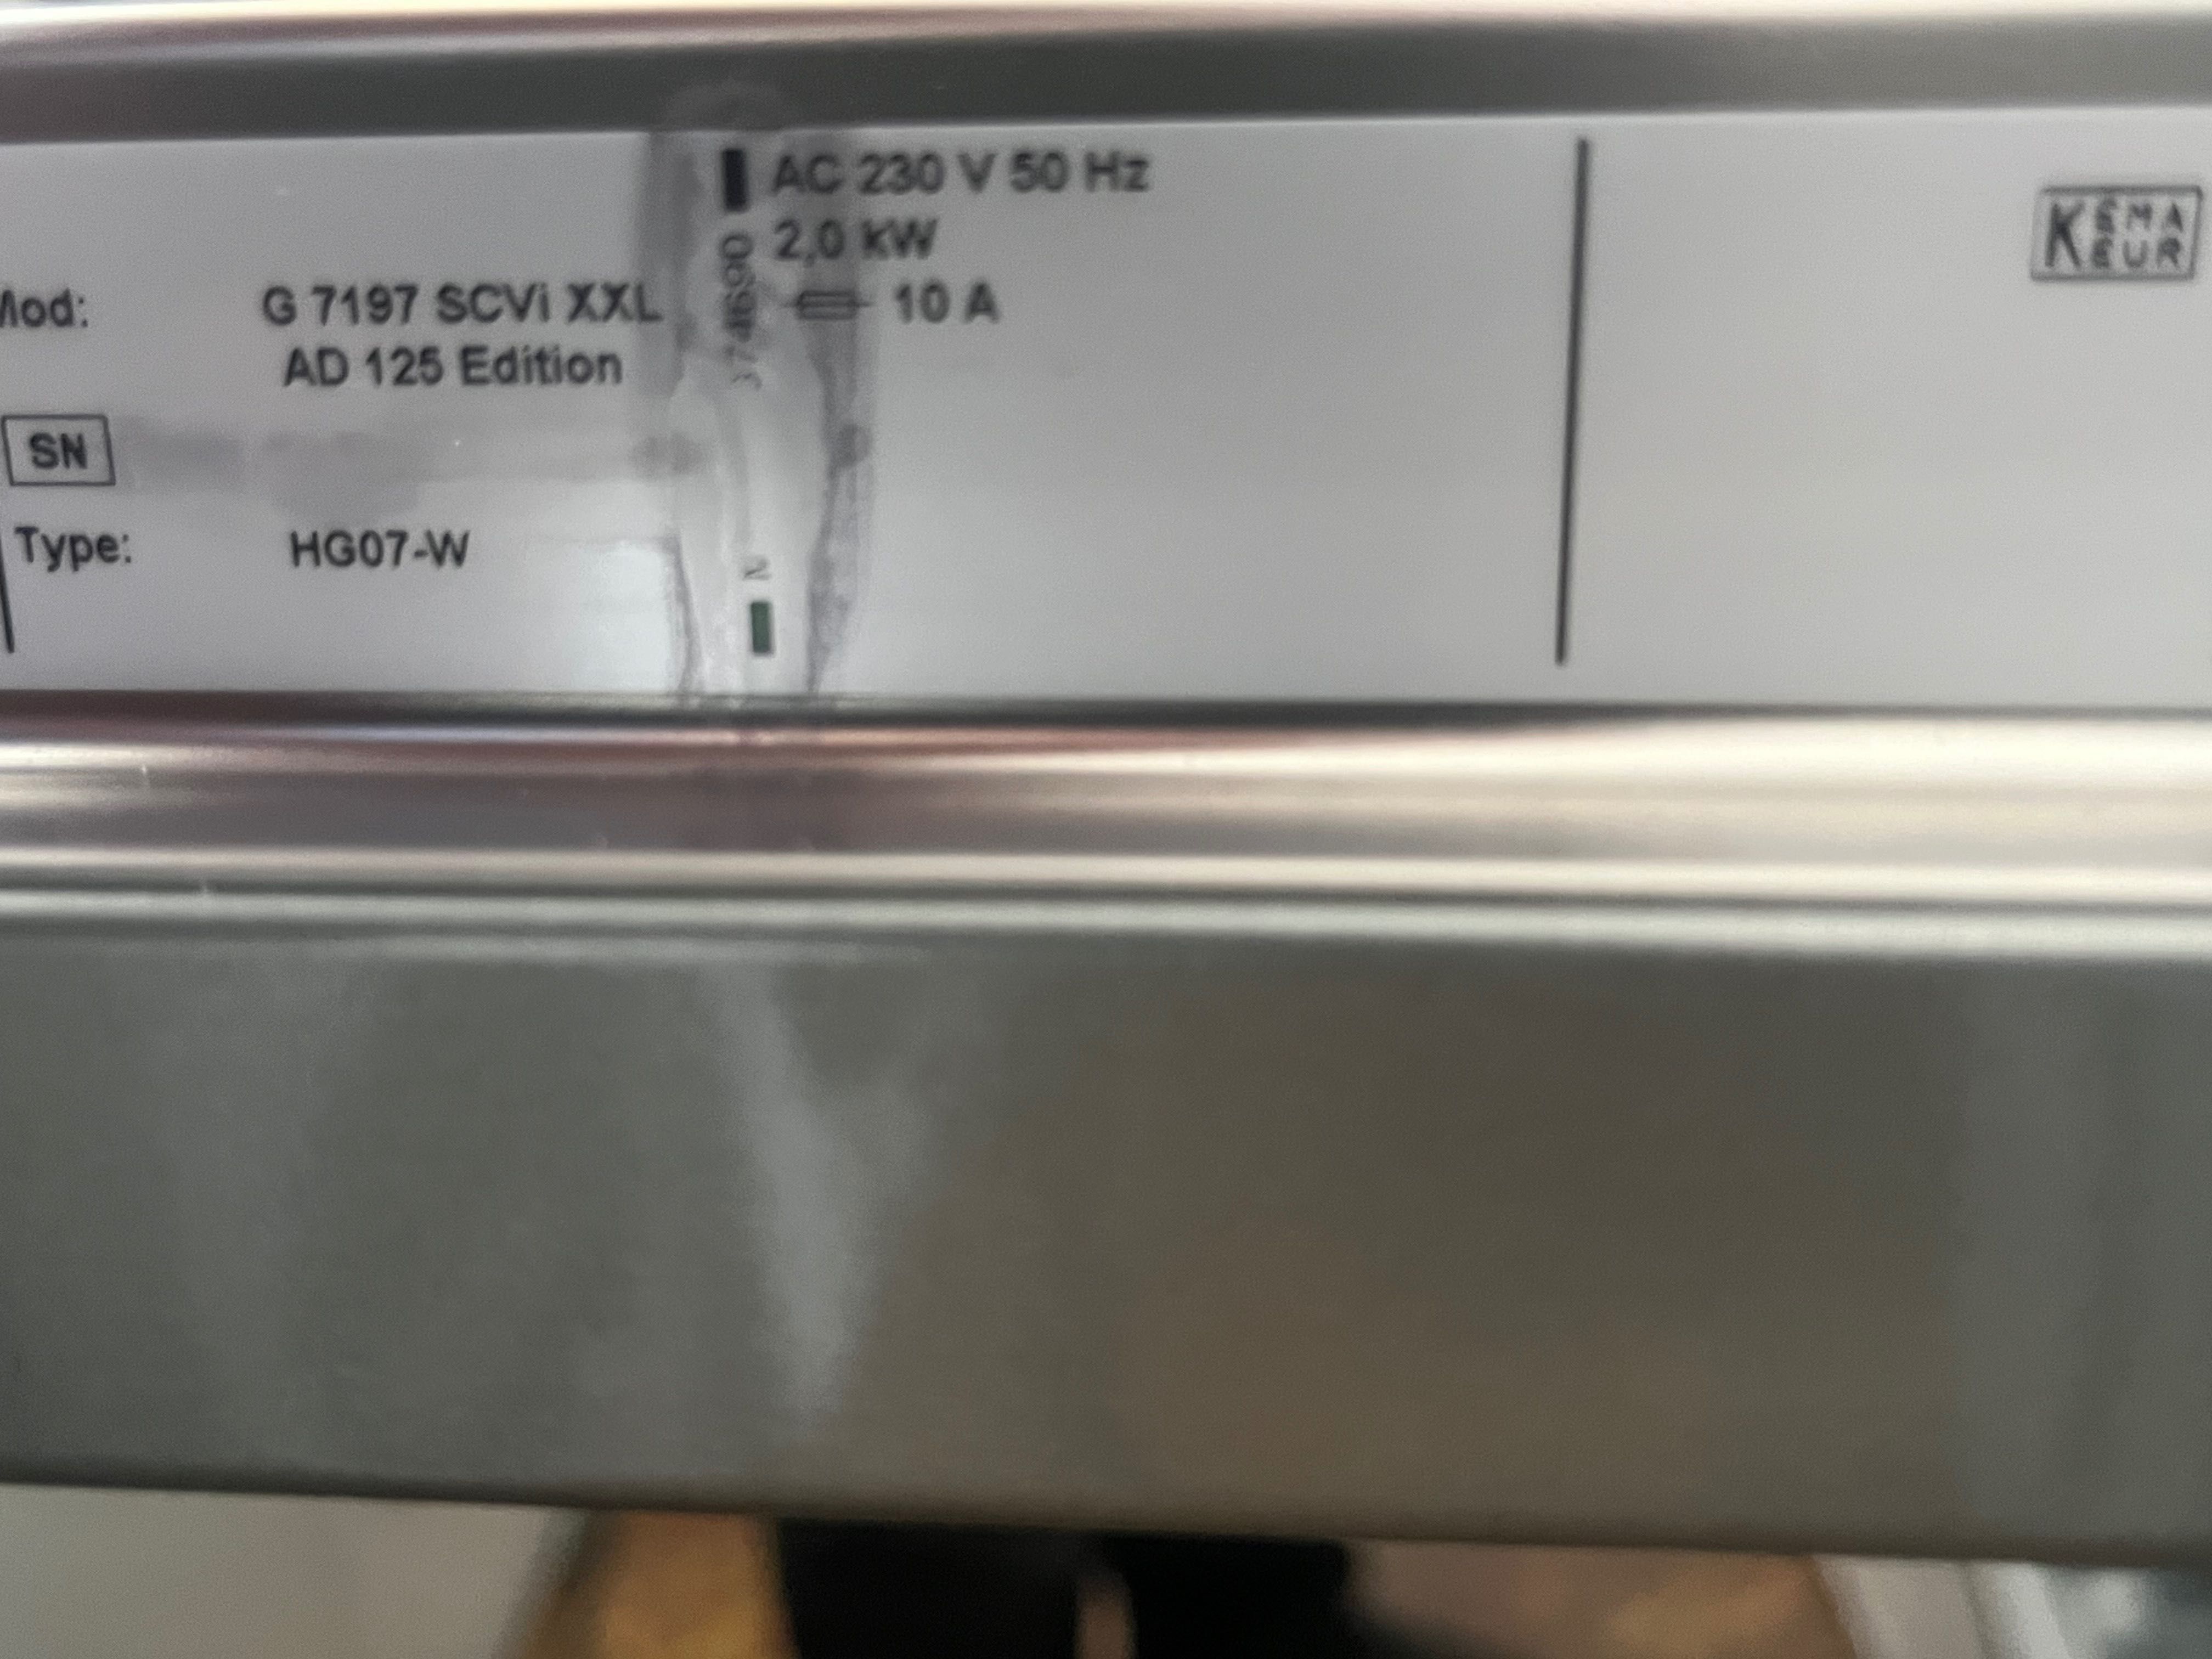 AC 230 V 50 Hz
2,0 kW
10 A
G 7197 SCVi XXL
AD 125 Edition
SN
Type: HG07-W
KEMA
EUR